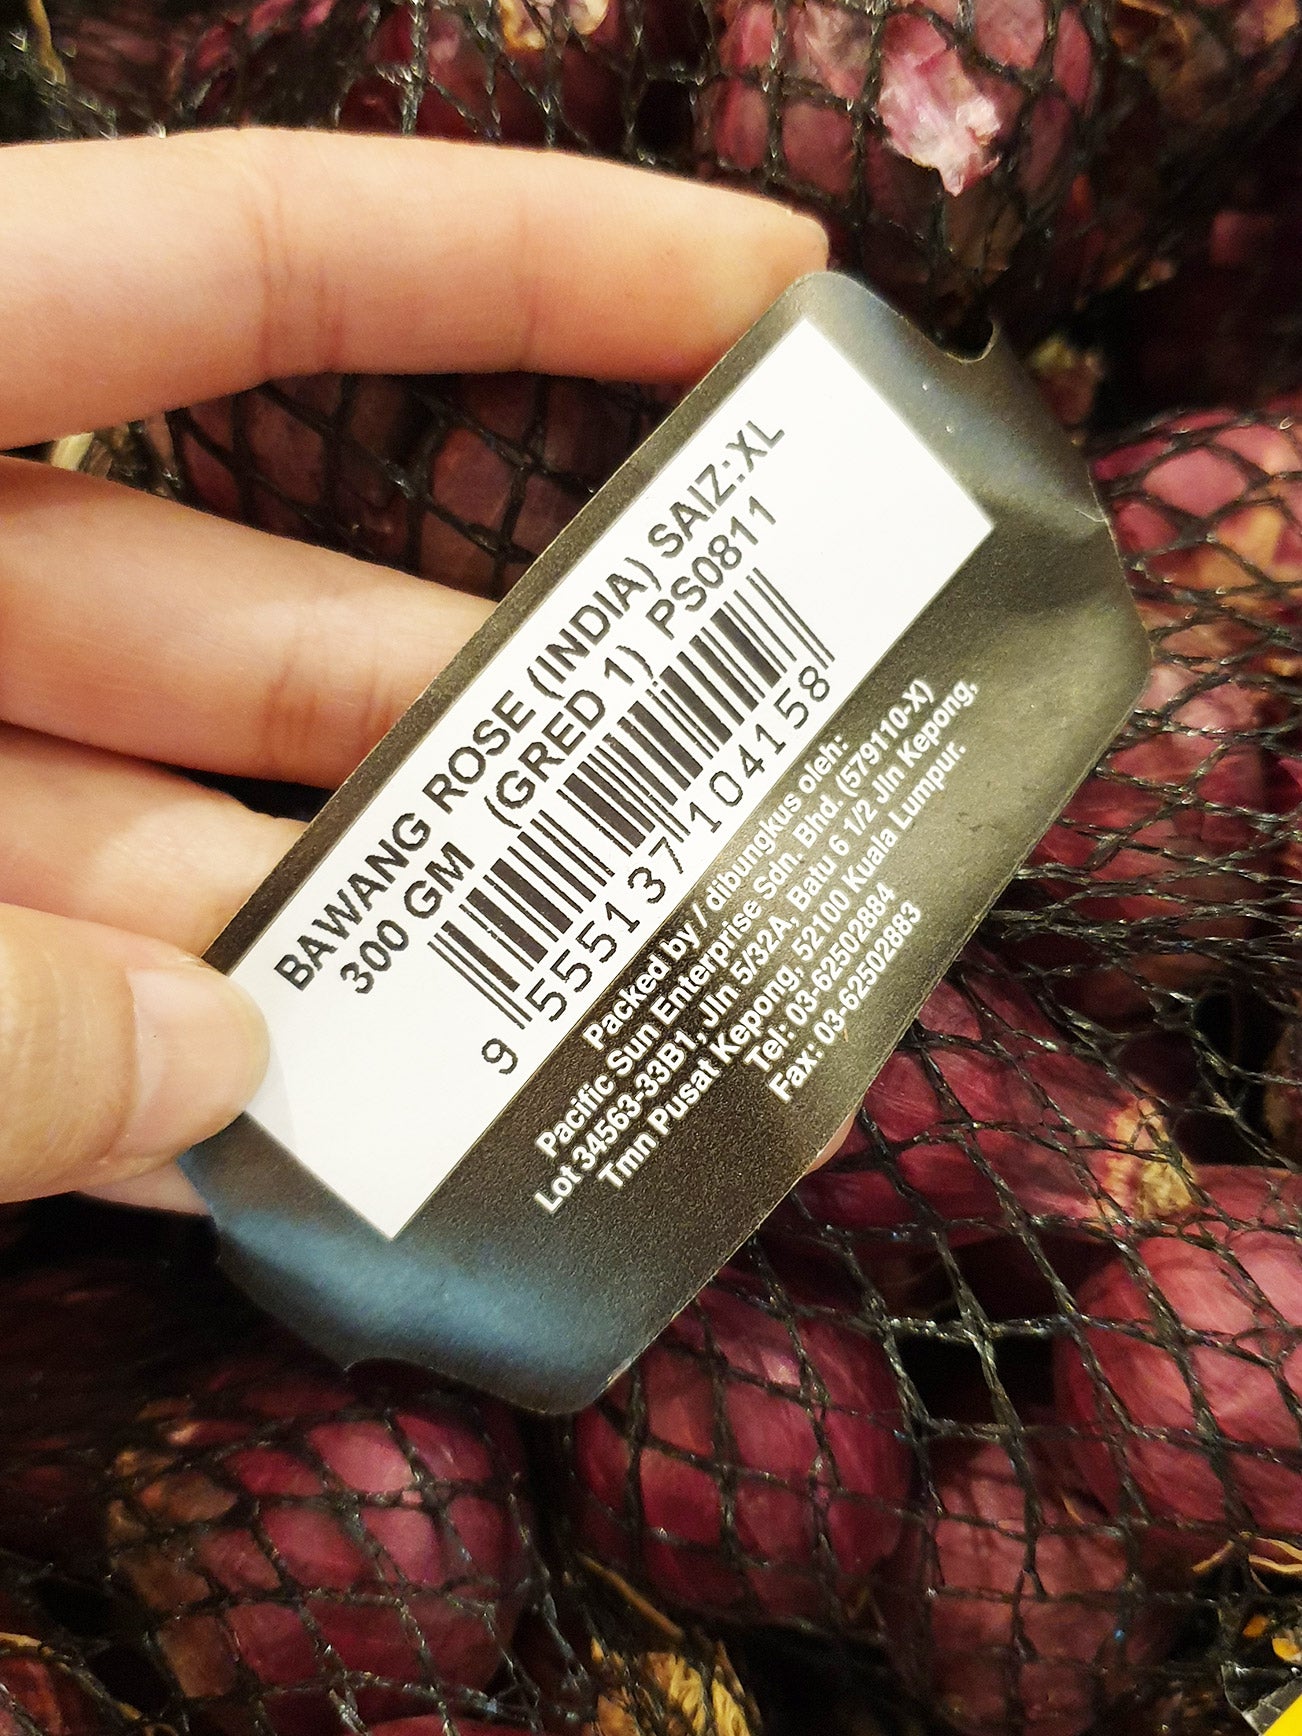 BAWANG ROSE (INDIA) SAIZ:XL
300 GM (GRED 1) PS0811
9 555137 104158
Packed by / dibungkus oleh:
Pacific Sun Enterprise Sdn. Bhd. (579110-X)
Lot 34563-33B1, Jln 5/32A, Batu 6 1/2 Jln Kepong,
Tmn Pusat Kepong, 52100 Kuala Lumpur.
Tel: 03-62502884
Fax: 03-62502883